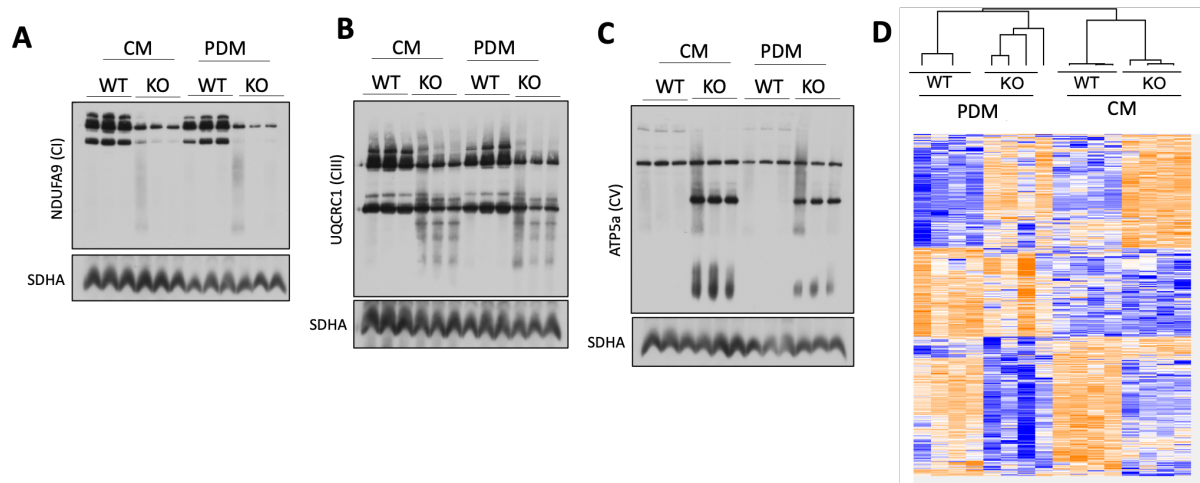 A
CM PDM
WT KO WT KO
NDUFA9 (CI)
SDHA
B
CM PDM
WT KO WT KO
UQCRC1 (CIII)
SDHA
C
CM PDM
WT KO WT KO
ATP5a (CV)
SDHA
D
WT KO WT KO
PDM CM